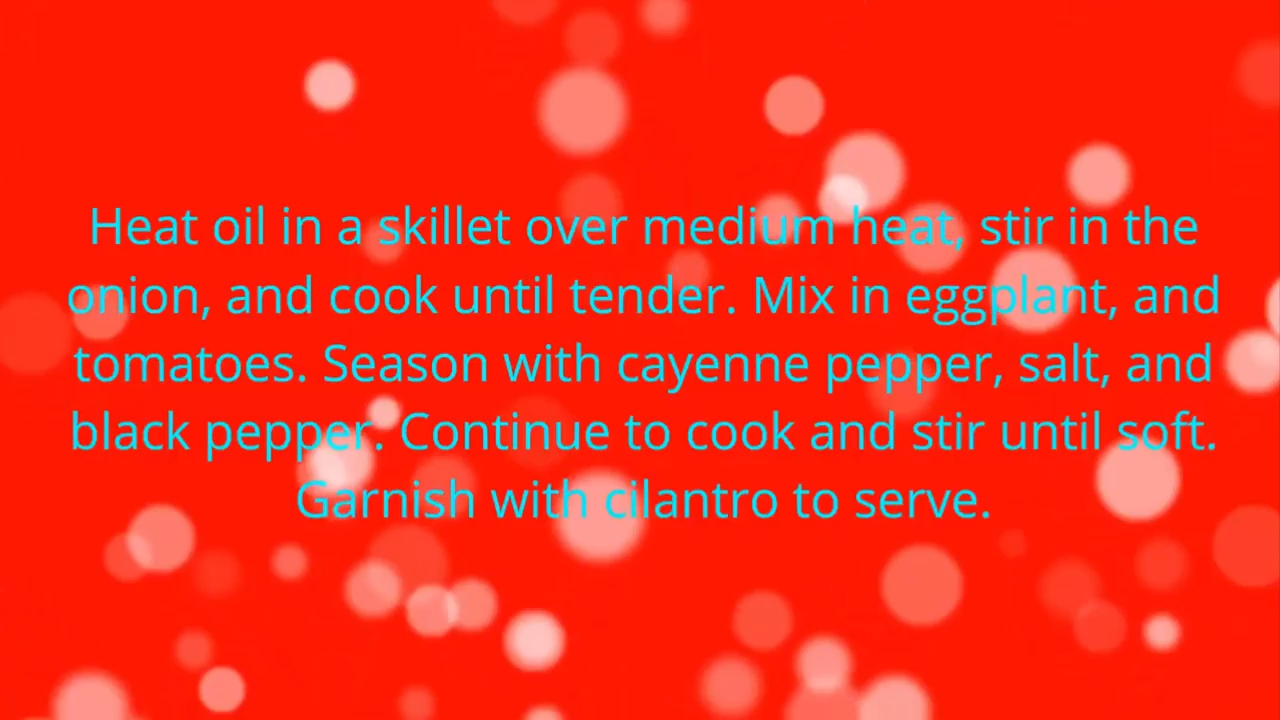 Heat oil in a skillet over medium heat, stir in the
onion, and cook until tender. Mix in eggplant, and
tomatoes. Season with cayenne pepper, salt, and
black pepper. Continue to cook and stir until soft.
Garnish with cilantro to serve.